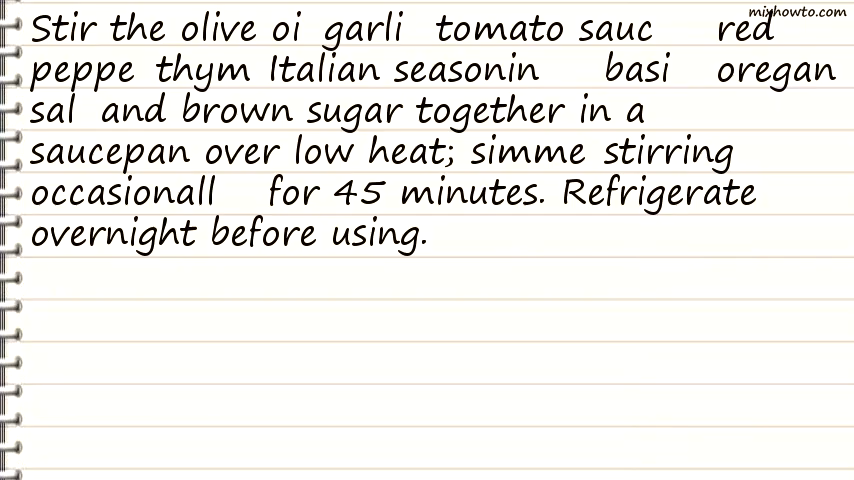 mixhowto.com
Stir the olive oi garli tomato sauc red
peppe thym Italian seasonin basi oregan
sal and brown sugar together in a
saucepan over low heat; simme stirring
occasionall for 45 minutes. Refrigerate
overnight before using.